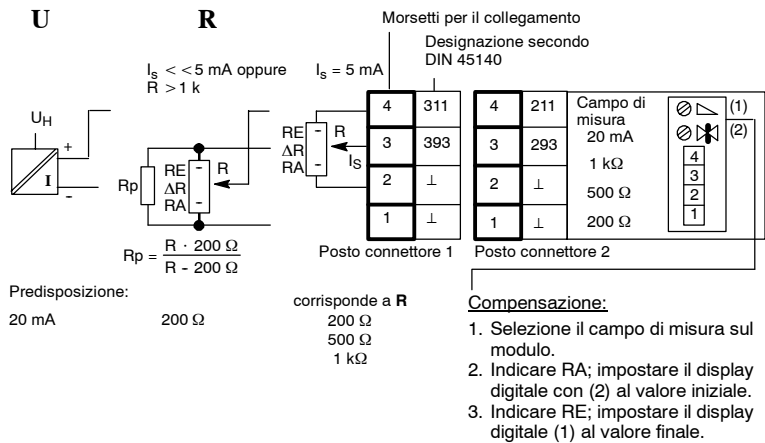 U
R
Morsetti per il collegamento
Designazione secondo
DIN 45140
I_s < <5 mA oppure
R >1 k
I_s = 5 mA
U_H
+
I
-
Rp
RE
ΔR
RA
R
Rp = R · 200 Ω / R - 200 Ω
RE
ΔR
RA
R
I_S
4 311
3 393
2 ⊥
1 ⊥
Posto connettore 1
4 211
3 293
2 ⊥
1 ⊥
Posto connettore 2
Campo di
misura
20 mA
1 kΩ
500 Ω
200 Ω
(1)
(2)
4
3
2
1
Predisposizione:
20 mA
200 Ω
corrisponde a R
200 Ω
500 Ω
1 kΩ
Compensazione:
1. Selezione il campo di misura sul
modulo.
2. Indicare RA; impostare il display
digitale con (2) al valore iniziale.
3. Indicare RE; impostare il display
digitale (1) al valore finale.